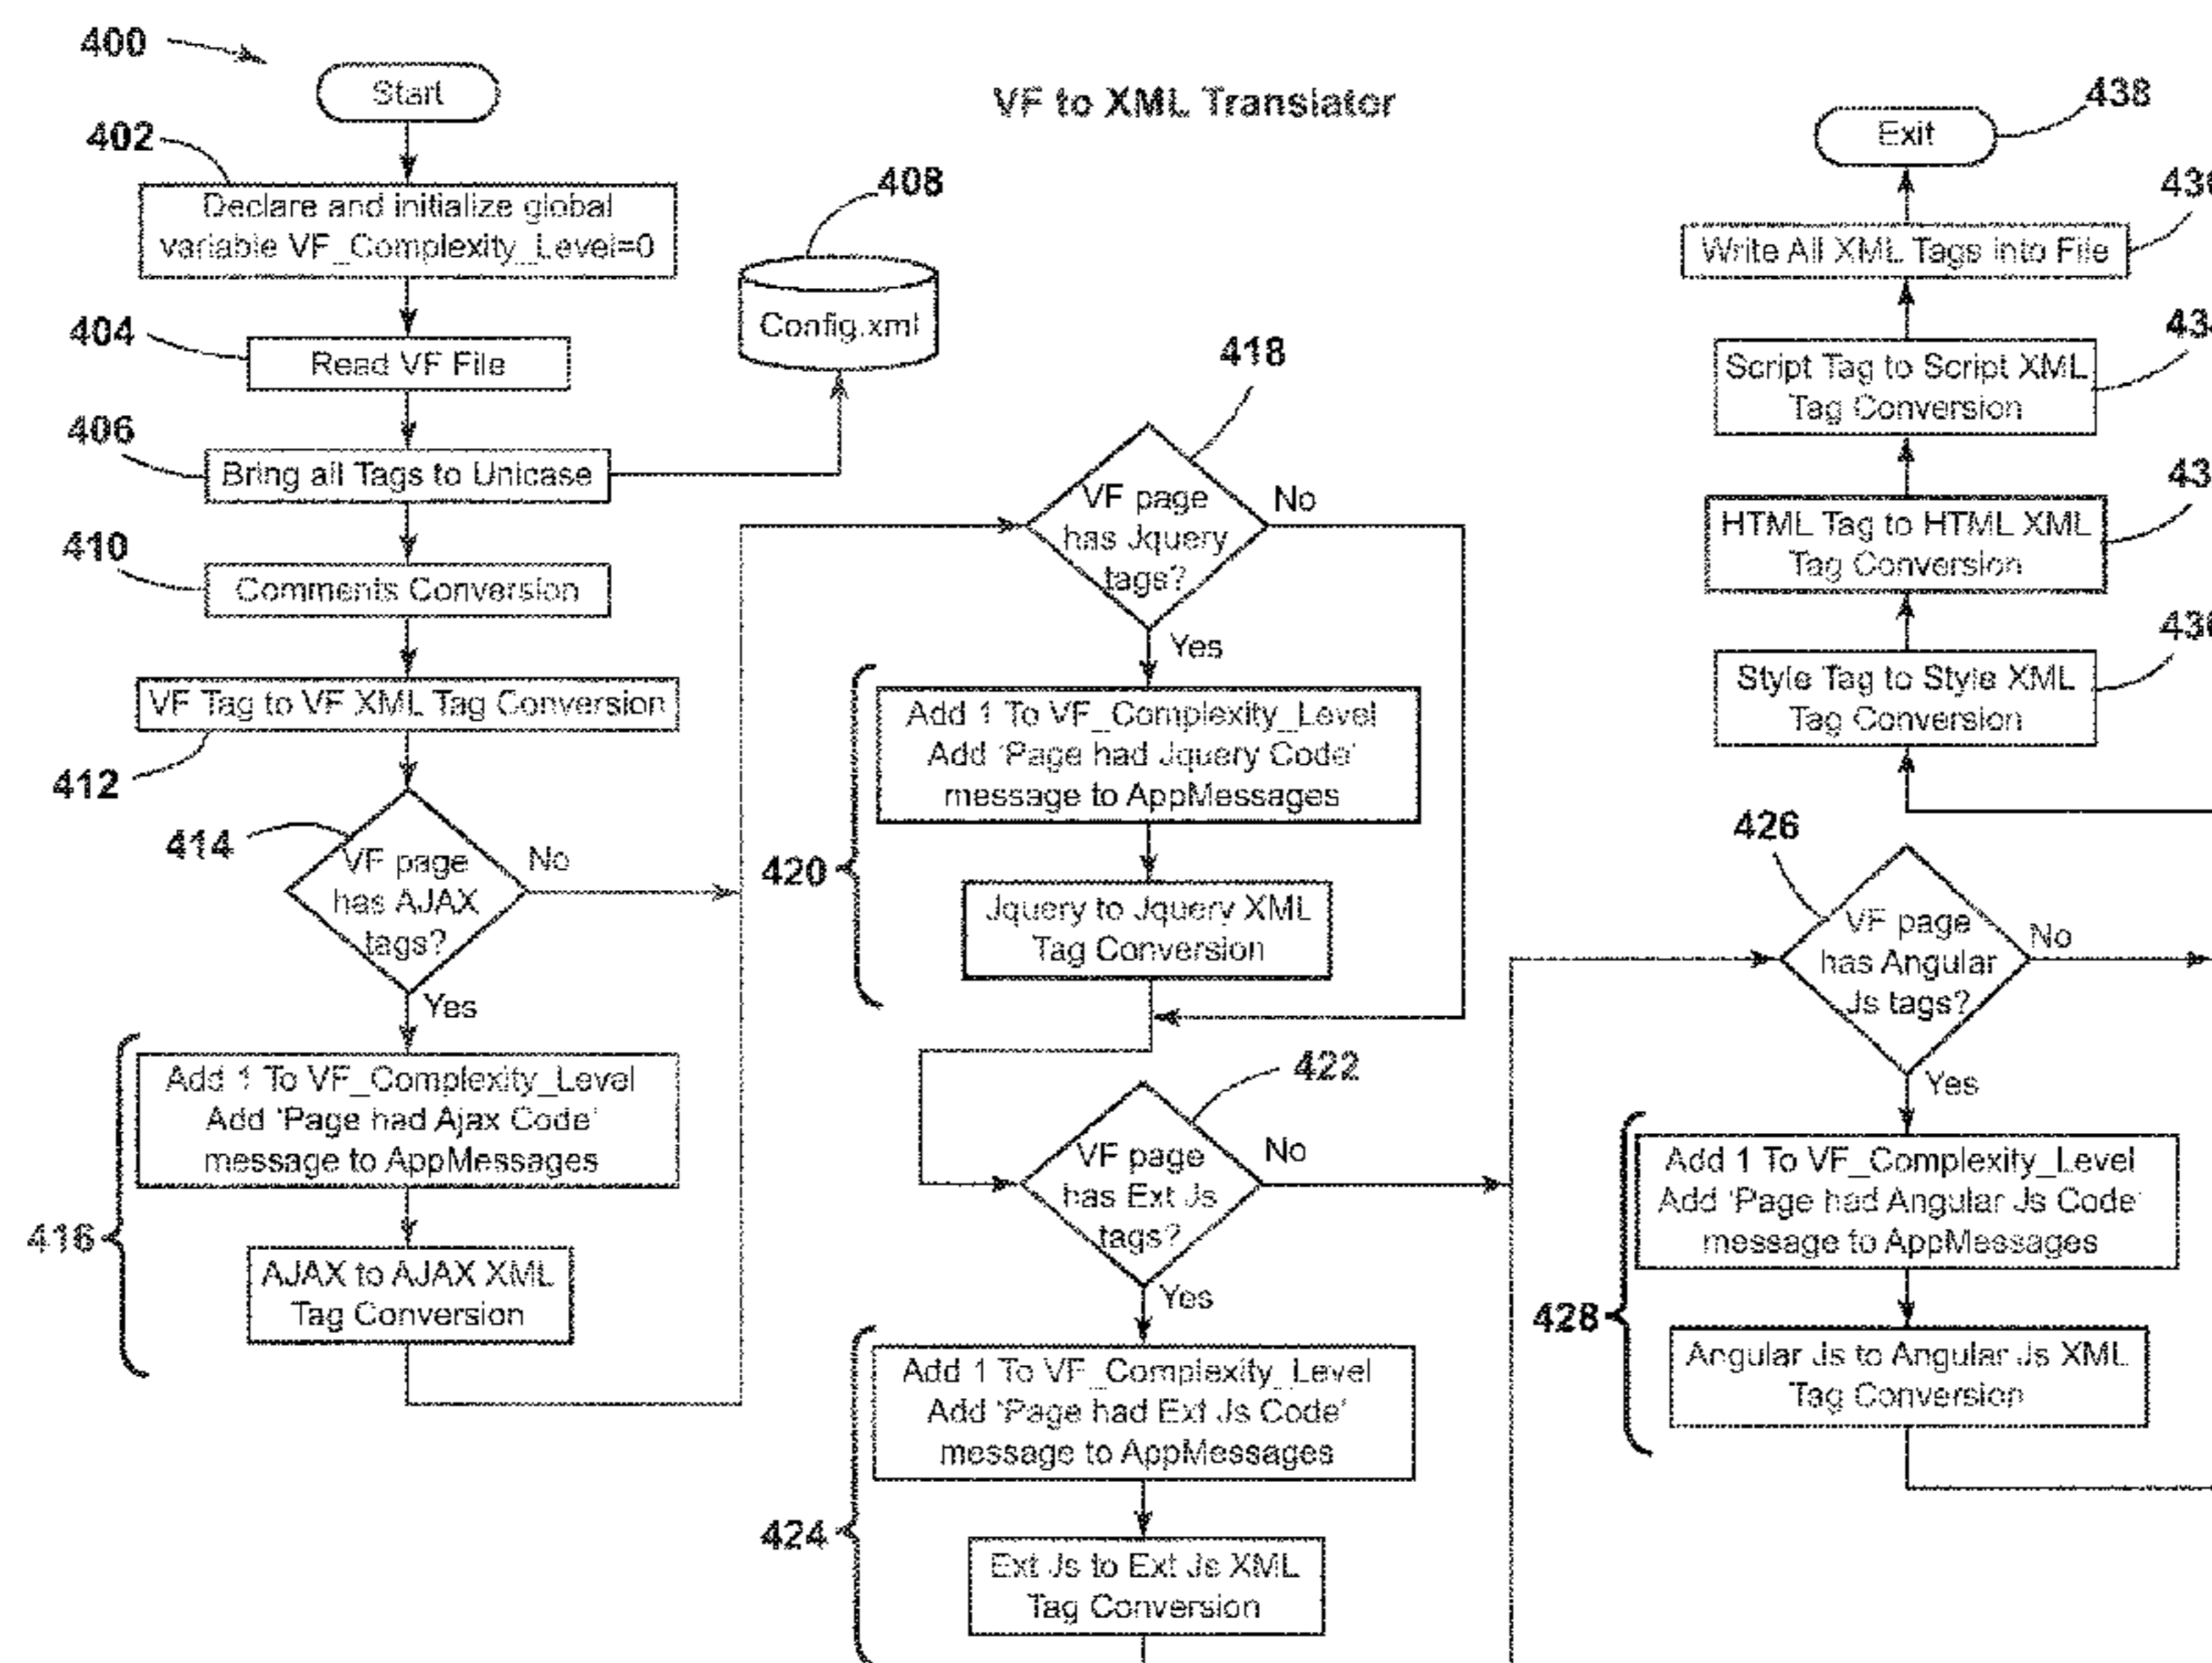 400
Start
VF to XML Translator
438
Exit
402
Declare and initialize global
variable VF_Complexity_Level=0
408
Config.xml
Write All XML Tags into File
404
Read VF File
418
Script Tag to Script XML
Tag Conversion
406
Bring all Tags to Unicase
410
Comments Conversion
VF page
has Jquery
tags?
No
Yes
HTML Tag to HTML XML
Tag Conversion
Style Tag to Style XML
Tag Conversion
VF Tag to VF XML Tag Conversion
412
414
VF page
has AJAX
tags?
No
Yes
420
Add 1 To VF_Complexity_Level
Add 'Page had Jquery Code'
message to AppMessages
Jquery to Jquery XML
Tag Conversion
426
VF page
has Angular
Js tags?
No
Yes
416
Add 1 To VF_Complexity_Level
Add 'Page had Ajax Code'
message to AppMessages
AJAX to AJAX XML
Tag Conversion
422
VF page
has Ext Js
tags?
No
Yes
424
Add 1 To VF_Complexity_Level
Add 'Page had Ext Js Code'
message to AppMessages
Ext Js to Ext Js XML
Tag Conversion
428
Add 1 To VF_Complexity_Level
Add 'Page had Angular Js Code'
message to AppMessages
Angular Js to Angular Js XML
Tag Conversion